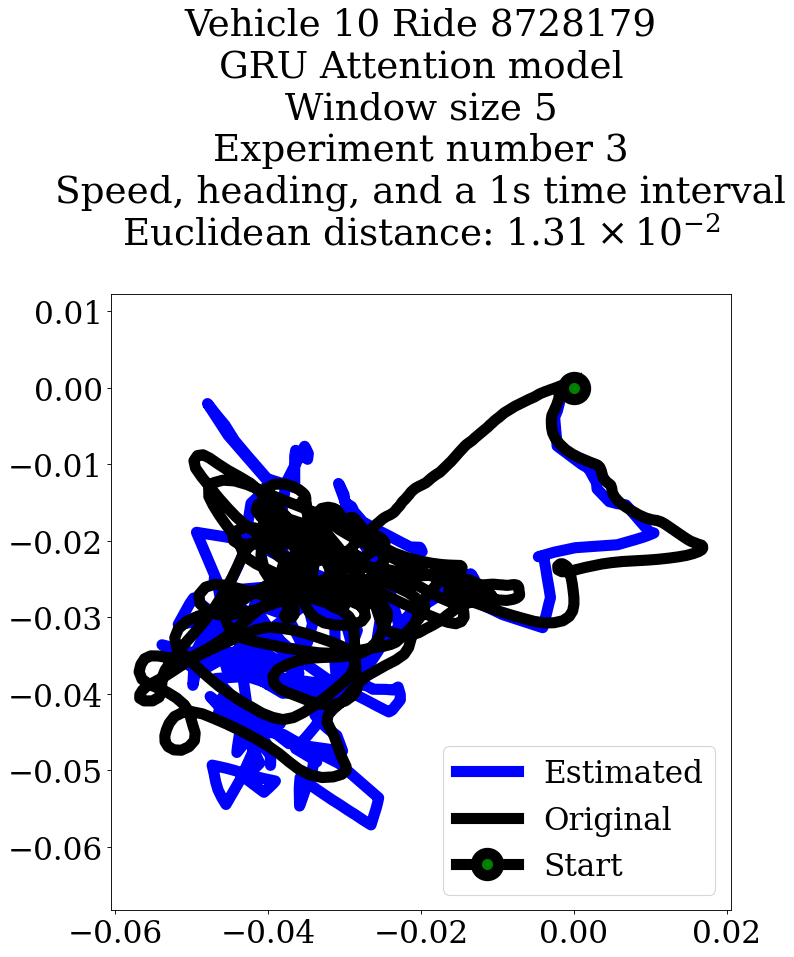 Vehicle 10 Ride 8728179
GRU Attention model
Window size 5
Experiment number 3
Speed, heading, and a 1s time interval
Euclidean distance: 1.31 × 10⁻²
0.01
0.00
−0.01
−0.02
−0.03
−0.04
−0.05
−0.06
Estimated
Original
Start
−0.06 −0.04 −0.02 0.00 0.02